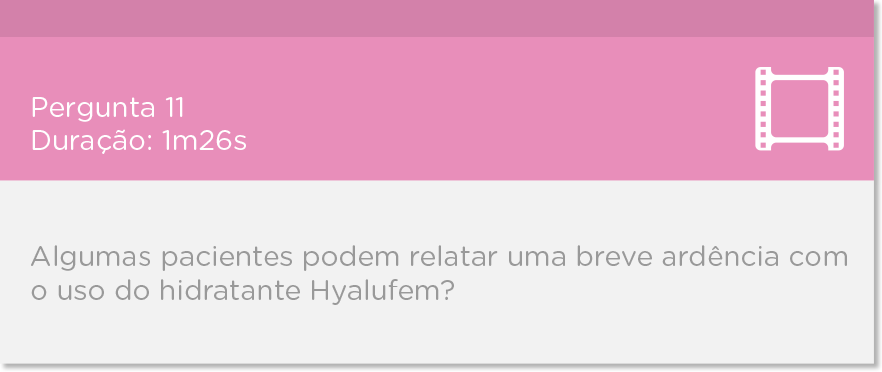 Pergunta 11
Duração: 1m26s
Algumas pacientes podem relatar uma breve ardência com
o uso do hidratante Hyalufem?